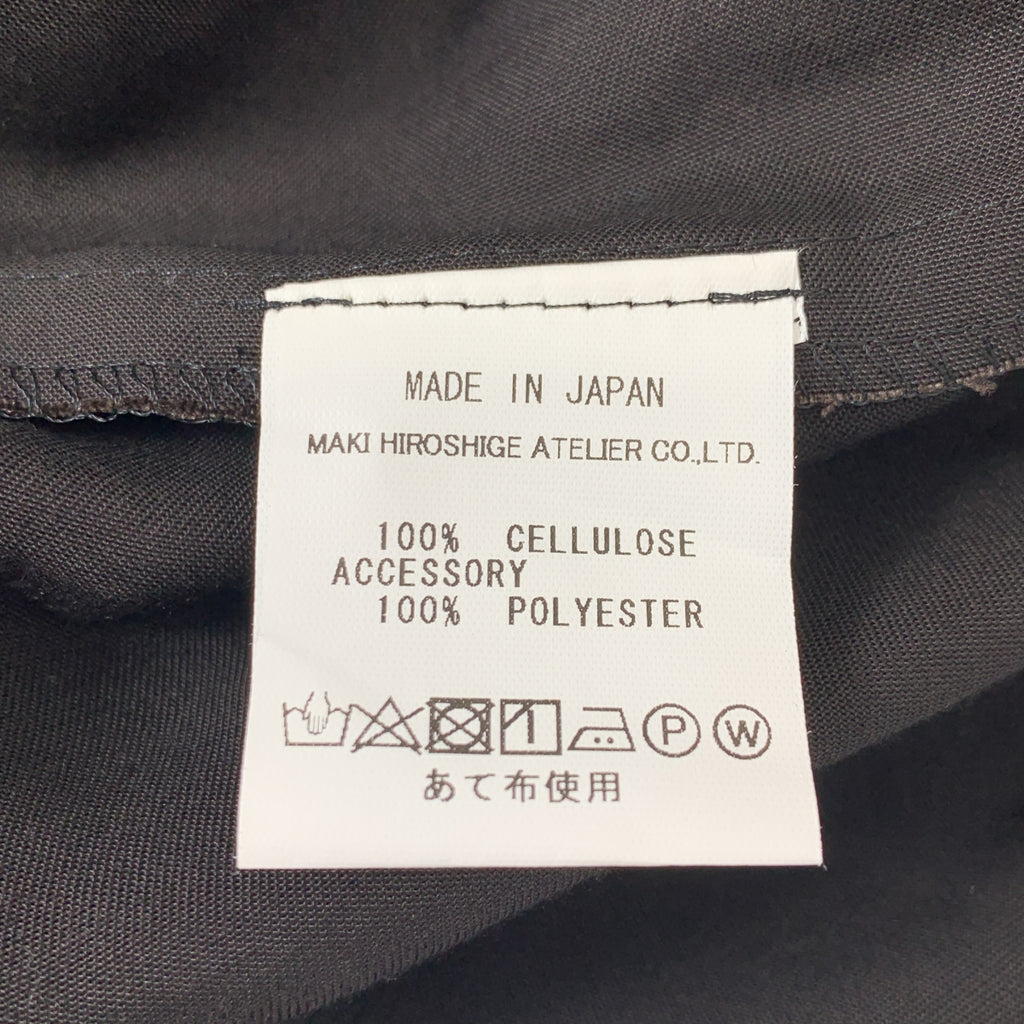 MADE IN JAPAN
MAKI HIROSHIGE ATELIER CO.,LTD.
100% CELLULOSE
ACCESSORY
100% POLYESTER
P W
あて布使用